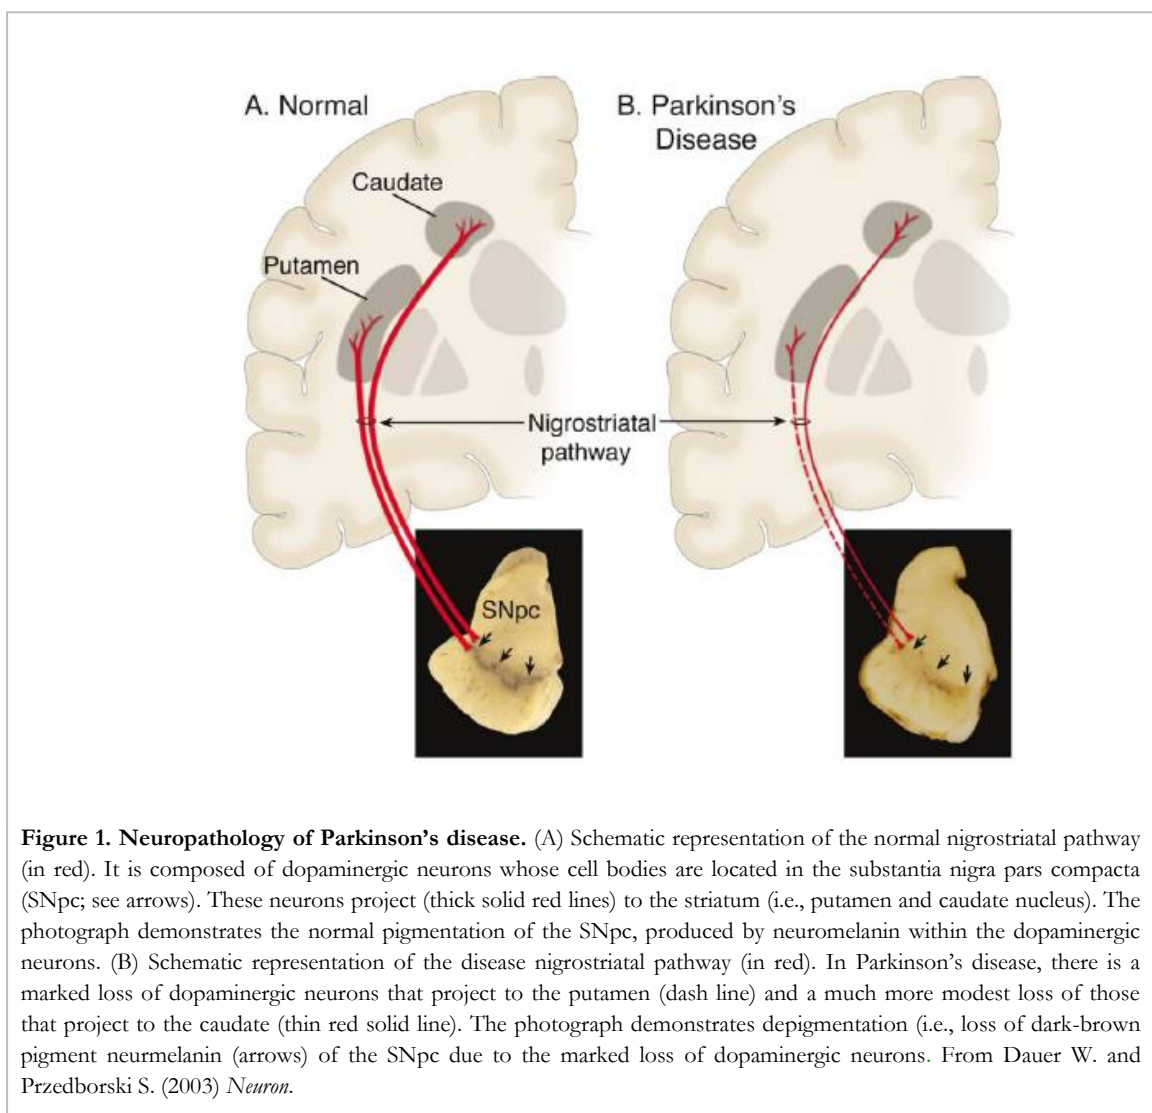 A. Normal
B. Parkinson's
Disease
Caudate
Putamen
Nigrostriatal
pathway
SNpc
Figure 1. Neuropathology of Parkinson’s disease. (A) Schematic representation of the normal nigrostriatal pathway
(in red). It is composed of dopaminergic neurons whose cell bodies are located in the substantia nigra pars compacta
(SNpc; see arrows). These neurons project (thick solid red lines) to the striatum (i.e., putamen and caudate nucleus). The
photograph demonstrates the normal pigmentation of the SNpc, produced by neuromelanin within the dopaminergic
neurons. (B) Schematic representation of the disease nigrostriatal pathway (in red). In Parkinson’s disease, there is a
marked loss of dopaminergic neurons that project to the putamen (dash line) and a much more modest loss of those
that project to the caudate (thin red solid line). The photograph demonstrates depigmentation (i.e., loss of dark-brown
pigment neurmelanin (arrows) of the SNpc due to the marked loss of dopaminergic neurons. From Dauer W. and
Przedborski S. (2003) Neuron.